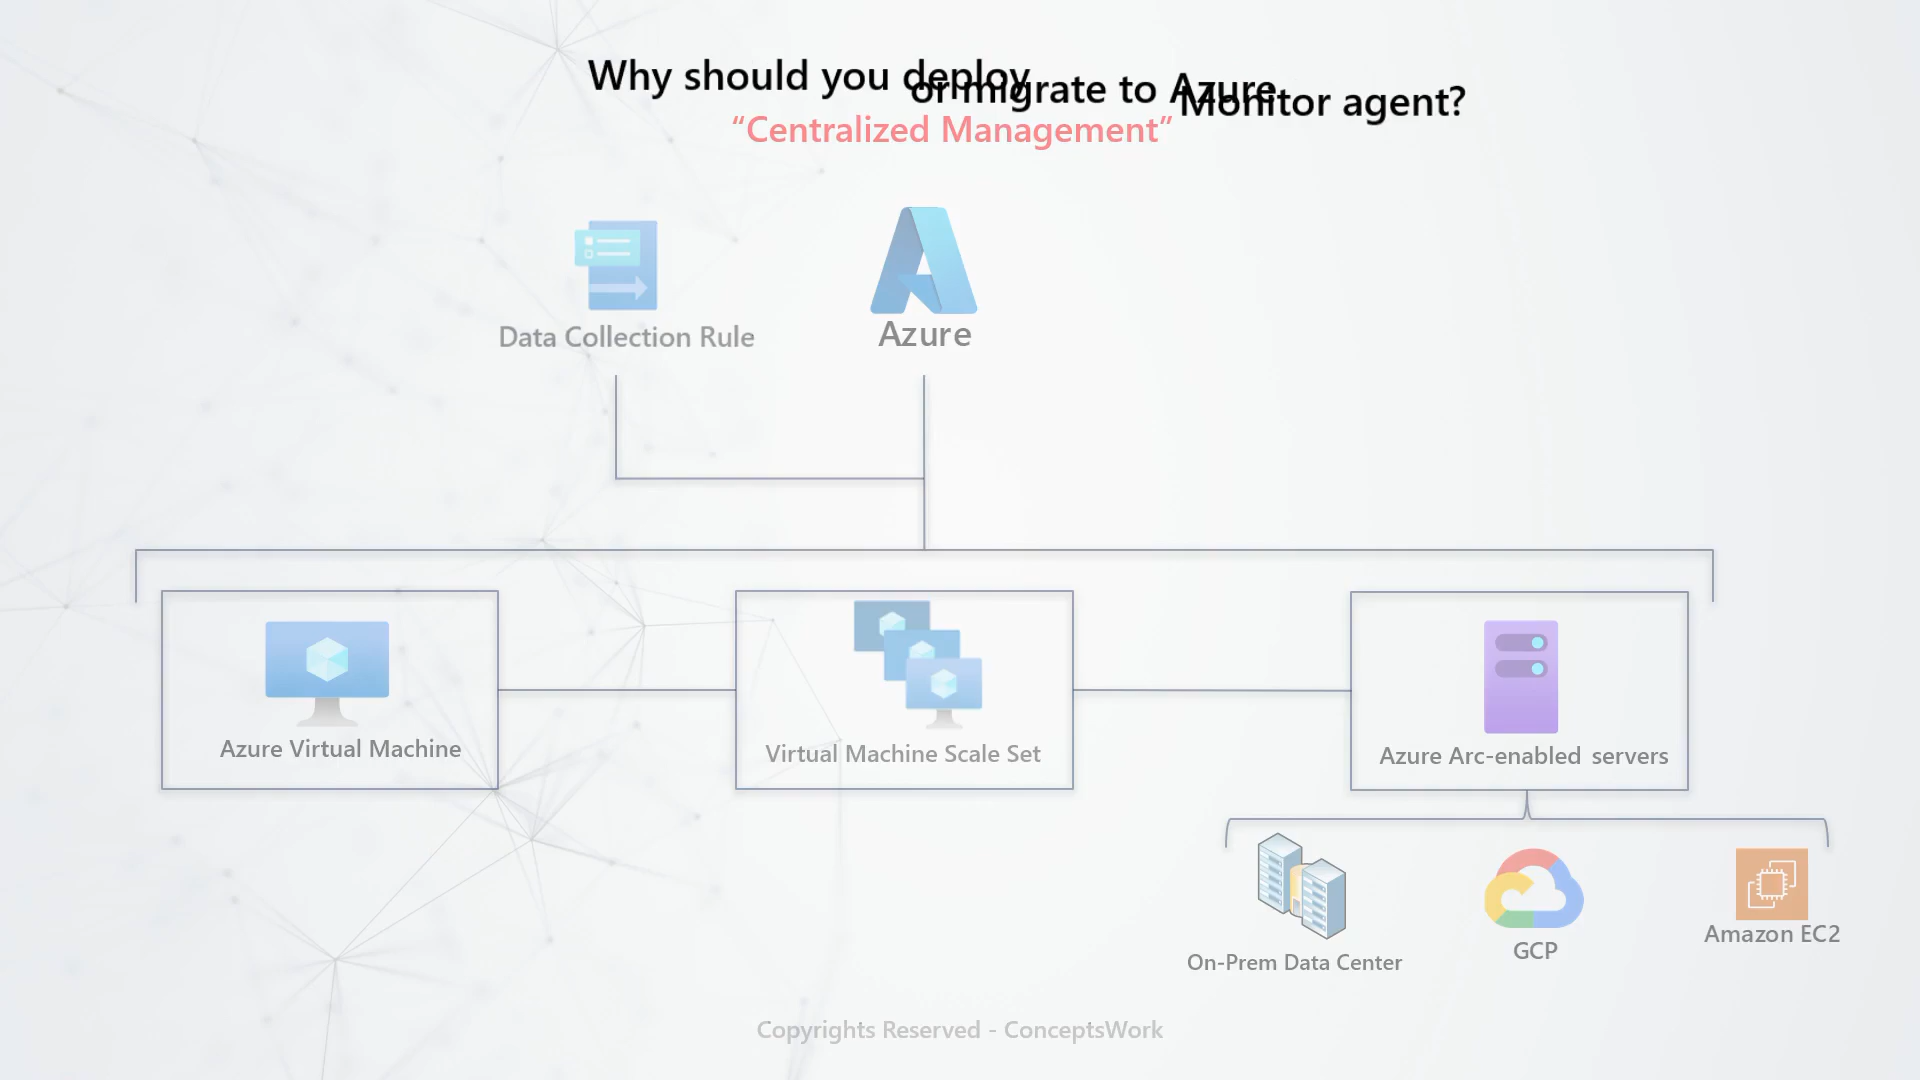 Why should you deploy
or migrate to Azure
Monitor agent?
“Centralized Management”
Data Collection Rule
Azure
Azure Virtual Machine
Virtual Machine Scale Set
Azure Arc-enabled servers
On-Prem Data Center
GCP
Amazon EC2
Copyrights Reserved - ConceptsWork